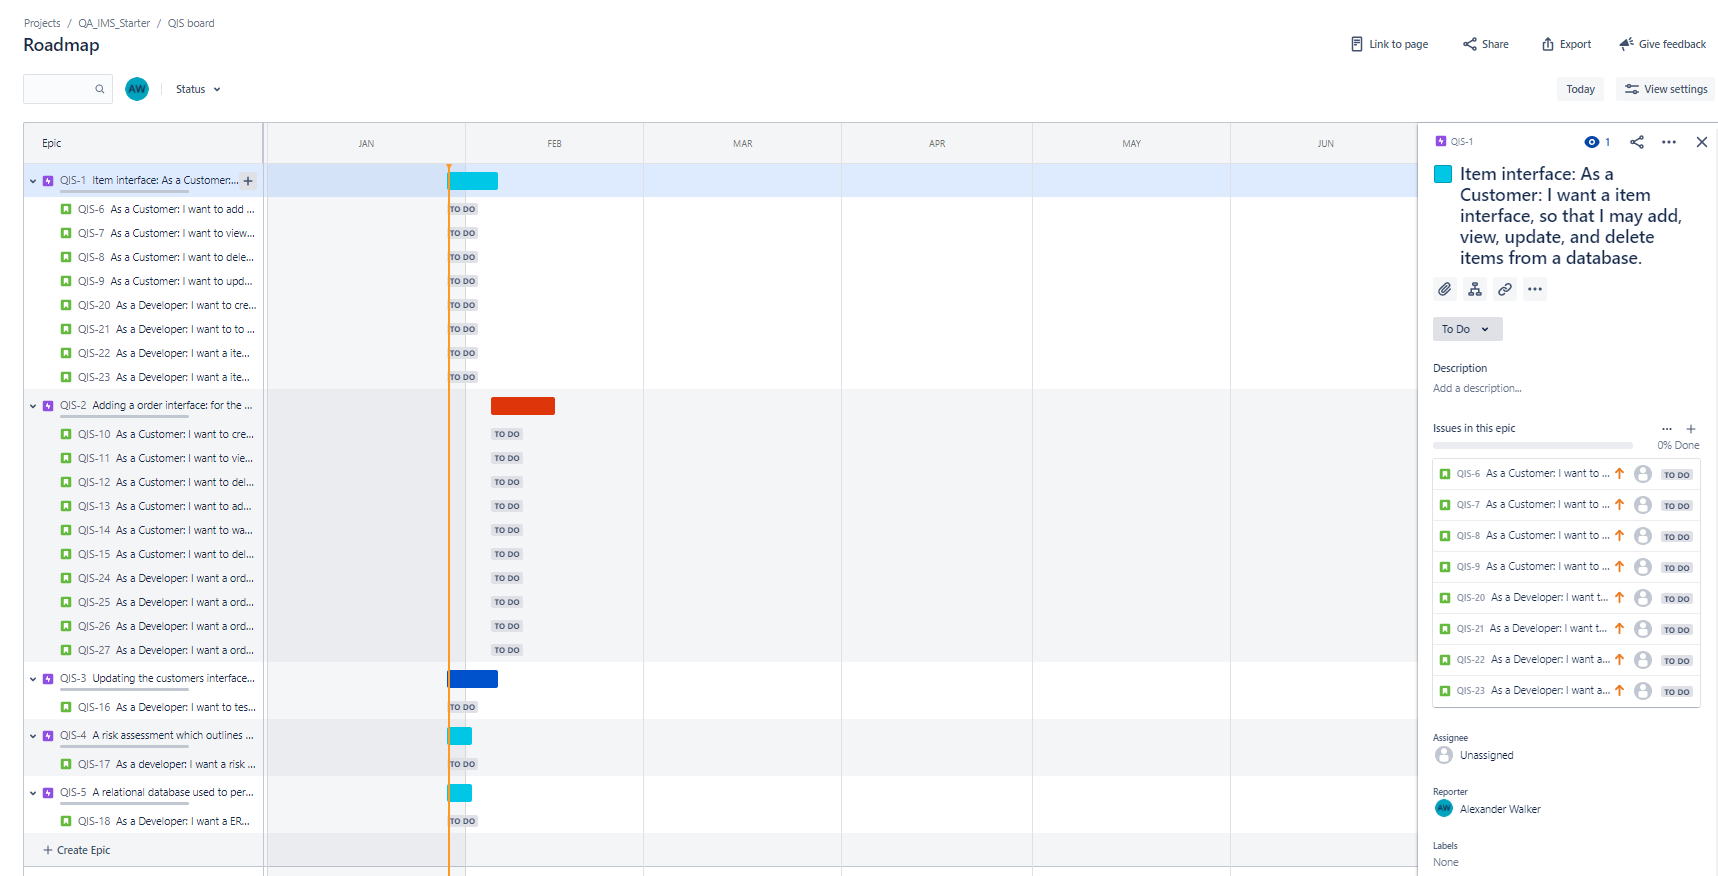 Projects / QA_IMS_Starter / QIS board
Roadmap
Link to page Share Export Give feedback
AW Status Today View settings
Epic JAN FEB MAR APR MAY JUN
QIS-1 Item interface: As a Customer:...
QIS-6 As a Customer: I want to add ... TO DO
QIS-7 As a Customer: I want to view... TO DO
QIS-8 As a Customer: I want to dele... TO DO
QIS-9 As a Customer: I want to upd... TO DO
QIS-20 As a Developer: I want to cre... TO DO
QIS-21 As a Developer: I want to to ... TO DO
QIS-22 As a Developer: I want a ite... TO DO
QIS-23 As a Developer: I want a ite... TO DO
QIS-2 Adding a order interface: for the ...
QIS-10 As a Customer: I want to cre... TO DO
QIS-11 As a Customer: I want to vie... TO DO
QIS-12 As a Customer: I want to del... TO DO
QIS-13 As a Customer: I want to ad... TO DO
QIS-14 As a Customer: I want to wa... TO DO
QIS-15 As a Customer: I want to del... TO DO
QIS-24 As a Developer: I want a ord... TO DO
QIS-25 As a Developer: I want a ord... TO DO
QIS-26 As a Developer: I want a ord... TO DO
QIS-27 As a Developer: I want a ord... TO DO
QIS-3 Updating the customers interface...
QIS-16 As a Developer: I want to tes... TO DO
QIS-4 A risk assessment which outlines ...
QIS-17 As a developer: I want a risk ... TO DO
QIS-5 A relational database used to per...
QIS-18 As a Developer: I want a ER... TO DO
+ Create Epic
QIS-1 1
Item interface: As a
Customer: I want a item
interface, so that I may add,
view, update, and delete
items from a database.
To Do
Description
Add a description...
Issues in this epic
0% Done
QIS-6 As a Customer: I want to ... TO DO
QIS-7 As a Customer: I want to ... TO DO
QIS-8 As a Customer: I want to ... TO DO
QIS-9 As a Customer: I want to ... TO DO
QIS-20 As a Developer: I want t... TO DO
QIS-21 As a Developer: I want t... TO DO
QIS-22 As a Developer: I want a... TO DO
QIS-23 As a Developer: I want a... TO DO
Assignee
Unassigned
Reporter
AW Alexander Walker
Labels
None